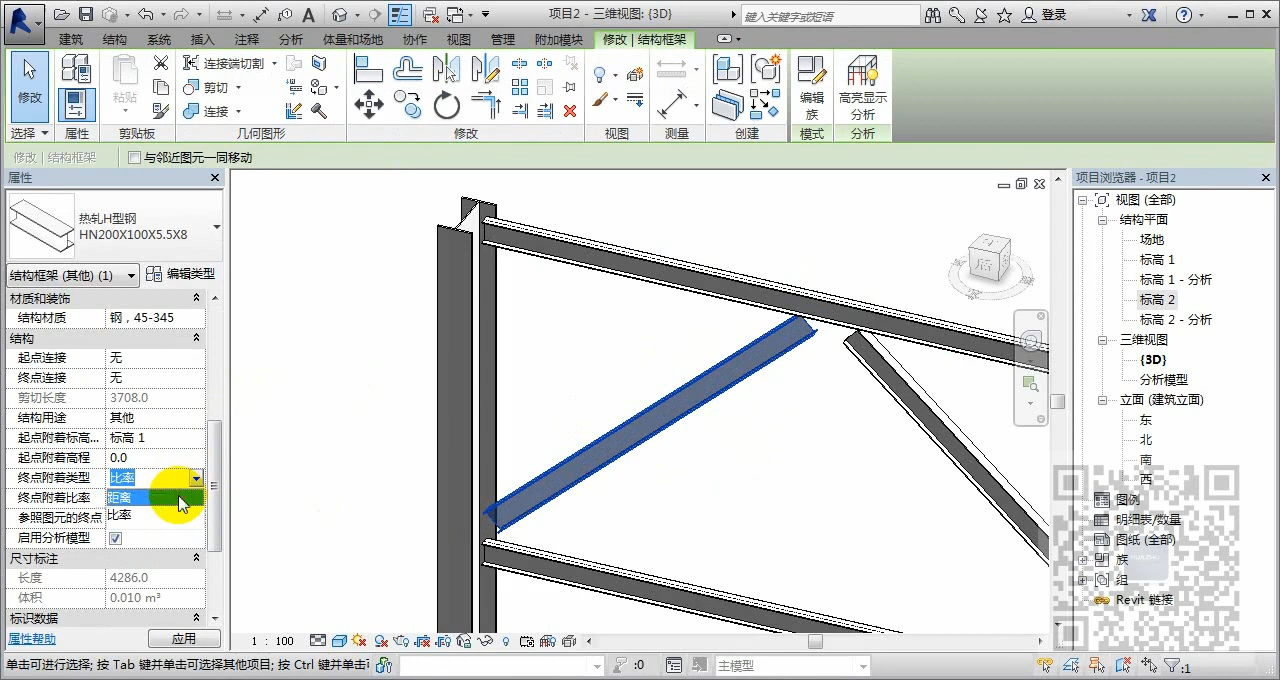 项目2 - 三维视图: {3D}
键入关键字或短语
登录
建筑 结构 系统 插入 注释 分析 体量和场地 协作 视图 管理 附加模块 修改 | 结构框架
修改
粘贴
连接端切割
剪切
连接
编辑族
高亮显示分析
选择 属性 剪贴板 几何图形 修改 视图 测量 创建 模式 分析
修改 | 结构框架
与邻近图元一同移动
属性
热轧H型钢
HN200X100X5.5X8
结构框架 (其他) (1)
编辑类型
材质和装饰
结构材质 钢，45-345
结构
起点连接 无
终点连接 无
剪切长度 3708.0
结构用途 其他
起点附着标高... 标高 1
起点附着高程 0.0
终点附着类型 比率
终点附着比率 距离
参照图元的终点 比率
启用分析模型
尺寸标注
长度 4286.0
体积 0.010 m³
标识数据
属性帮助
应用
项目浏览器 - 项目2
视图 (全部)
结构平面
场地
标高 1
标高 1 - 分析
标高 2
标高 2 - 分析
三维视图
{3D}
分析模型
立面 (建筑立面)
东
北
南
西
图例
明细表/数量
图纸 (全部)
族
组
Revit 链接
1 : 100
单击可进行选择; 按 Tab 键并单击可选择其他项目; 按 Ctrl 键并单击
:0
主模型
:1